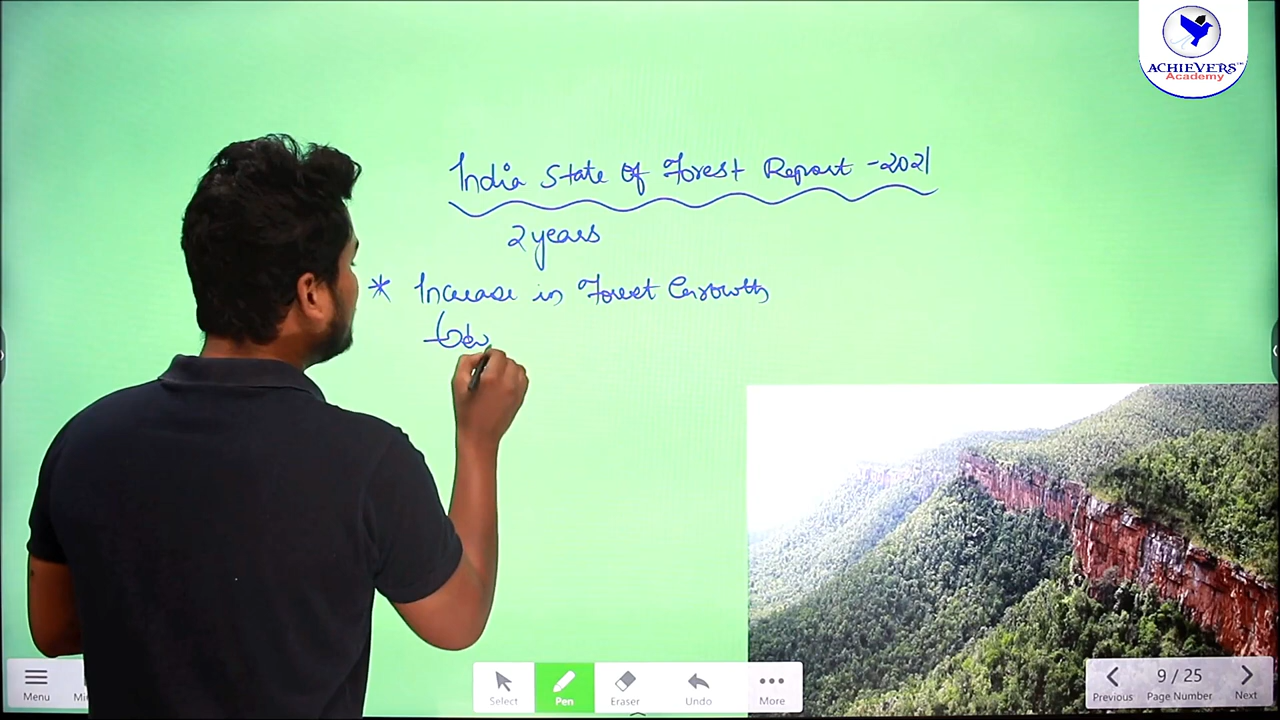 ACHIEVERS™
Academy
India State Of Forest Report - 2021
2 years
* Increase in Forest Growth
Menu
Select
Pen
Eraser
Undo
More
Previous
9 / 25
Page Number
Next